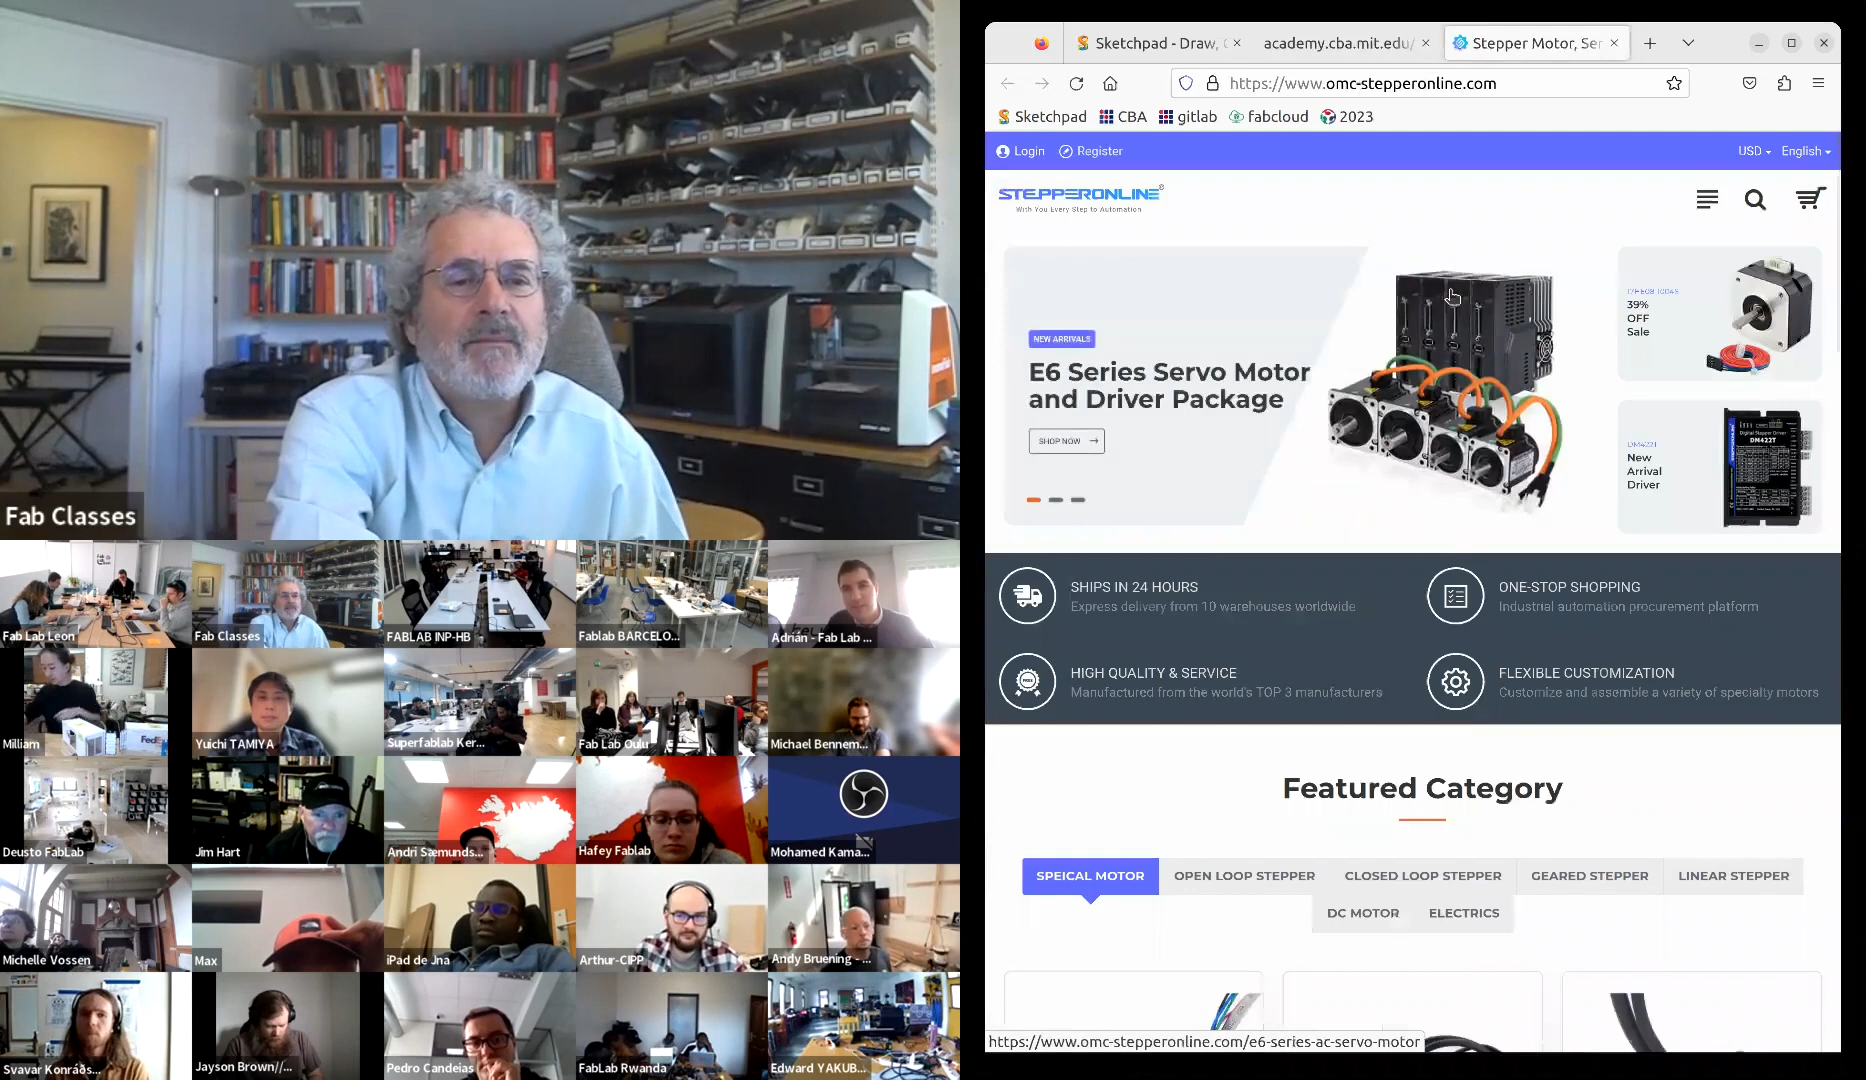 Fab Classes
Fab Lab Leon
Fab Classes
FABLAB INP-HB
Fablab BARCELO...
Adrián - Fab Lab ...
Milliam
Yuichi TAMIYA
Superfablab Ker...
Fab Lab Oulu
Michael Bennem...
Deusto FabLab
Jim Hart
Andri Sæmunds...
Hafey Fablab
Mohamed Kama...
Michelle Vossen
Max
iPad de Jna
Arthur-CIPP
Andy Bruening - ...
Svavar Konráðs...
Jayson Brown//...
Pedro Candeias
FabLab Rwanda
Edward YAKUB...
Sketchpad - Draw, 
academy.cba.mit.edu/
Stepper Motor, Ser
https://www.omc-stepperonline.com
Sketchpad CBA gitlab fabcloud 2023
Login Register USD English
STEPPERONLINE®
With You Every Step to Automation
NEW ARRIVALS
E6 Series Servo Motor
and Driver Package
SHOP NOW →
39%
OFF
Sale
DM422T
New
Arrival
Driver
Digital Stepper Driver
DM422T
SHIPS IN 24 HOURS
Express delivery from 10 warehouses worldwide
ONE-STOP SHOPPING
Industrial automation procurement platform
HIGH QUALITY & SERVICE
Manufactured from the world's TOP 3 manufacturers
FLEXIBLE CUSTOMIZATION
Customize and assemble a variety of specialty motors
Featured Category
SPEICAL MOTOR OPEN LOOP STEPPER CLOSED LOOP STEPPER GEARED STEPPER LINEAR STEPPER
DC MOTOR ELECTRICS
https://www.omc-stepperonline.com/e6-series-ac-servo-motor